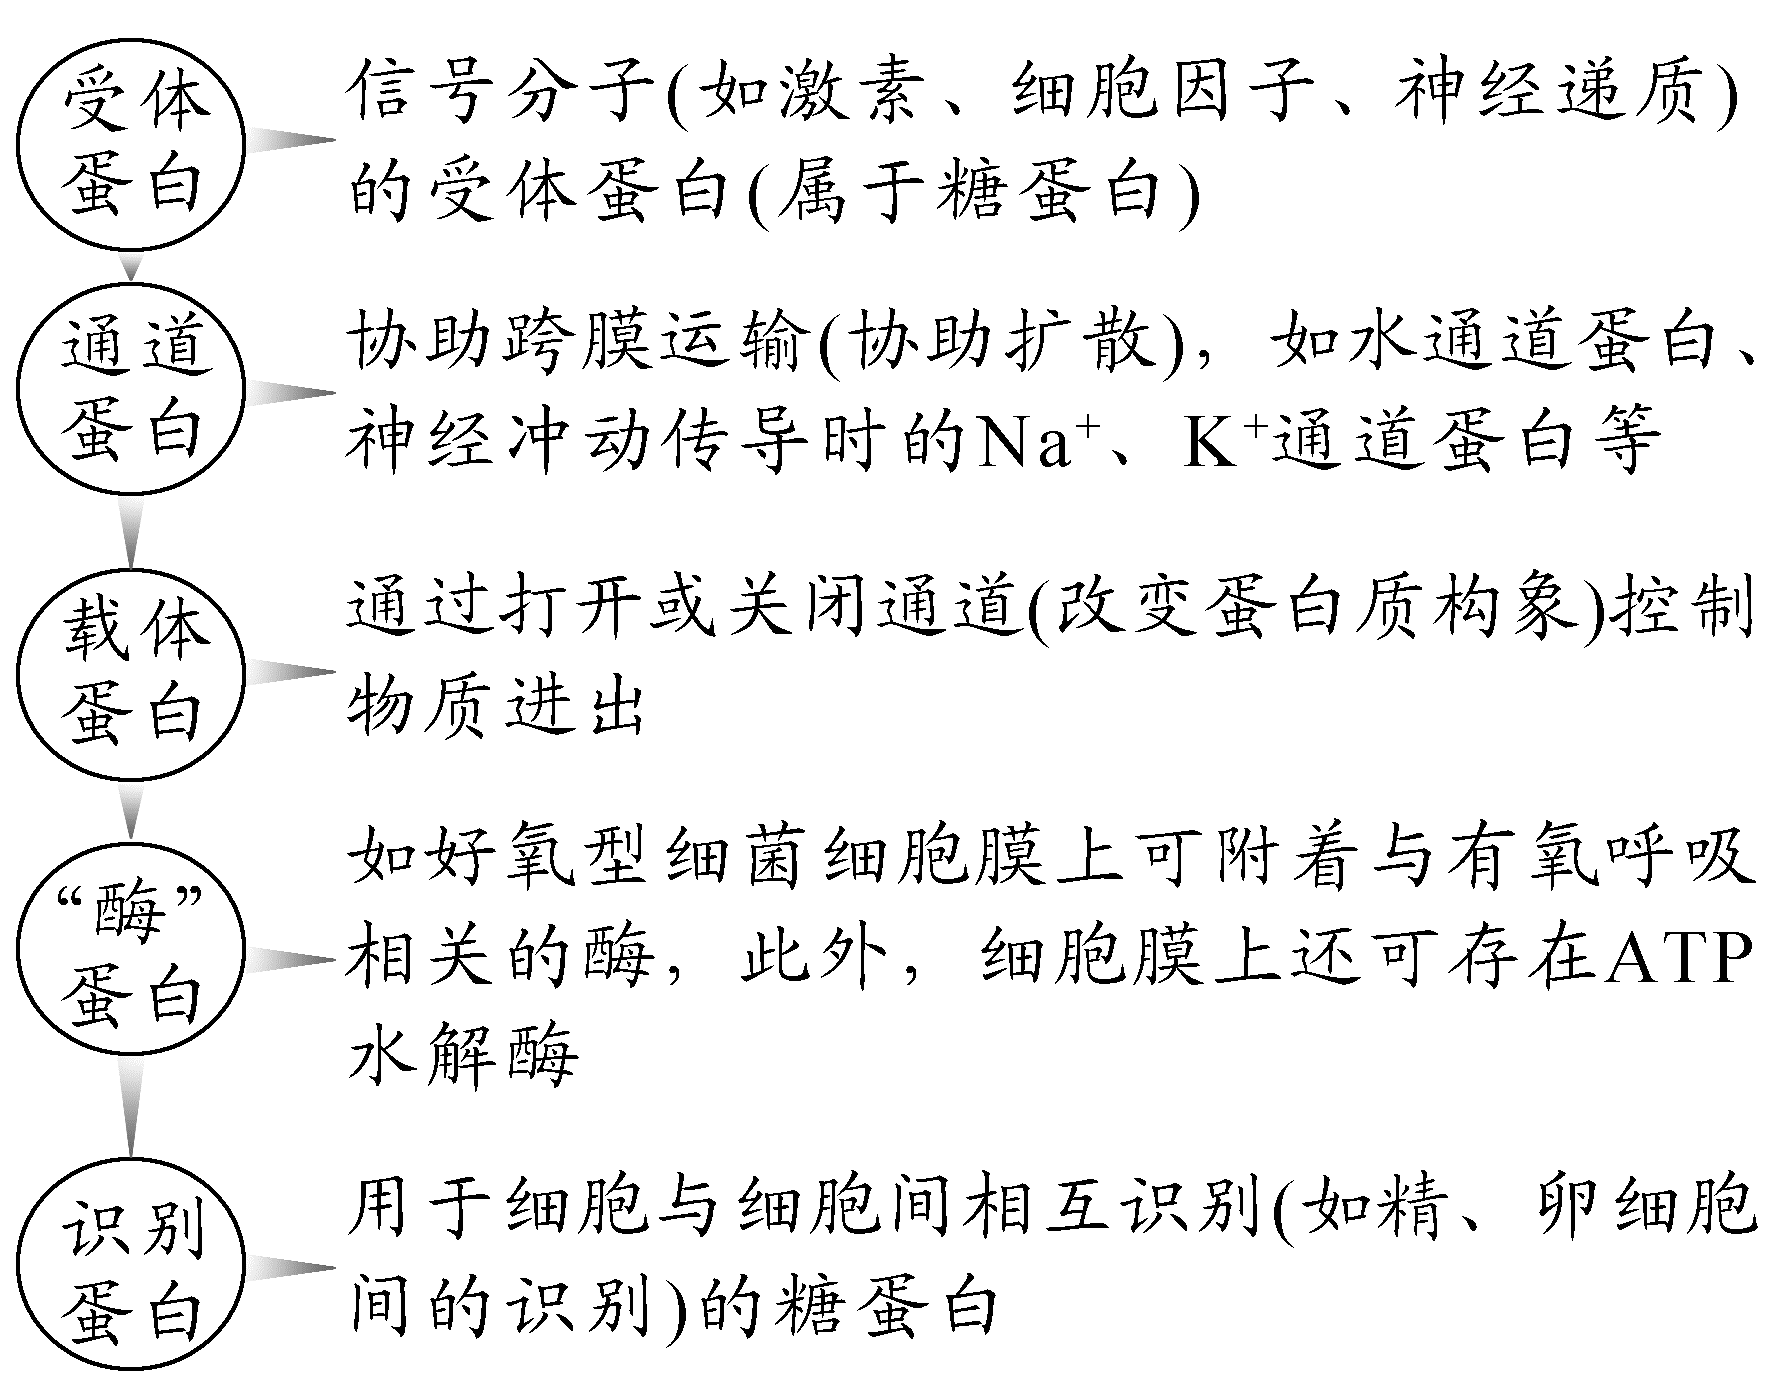 受体
蛋白
信号分子(如激素、细胞因子、神经递质)
的受体蛋白(属于糖蛋白)
通道
蛋白
协助跨膜运输(协助扩散)，如水通道蛋白、
神经冲动传导时的Na⁺、K⁺通道蛋白等
载体
蛋白
通过打开或关闭通道(改变蛋白质构象)控制
物质进出
“酶”
蛋白
如好氧型细菌细胞膜上可附着与有氧呼吸
相关的酶，此外，细胞膜上还可存在ATP
水解酶
识别
蛋白
用于细胞与细胞间相互识别(如精、卵细胞
间的识别)的糖蛋白